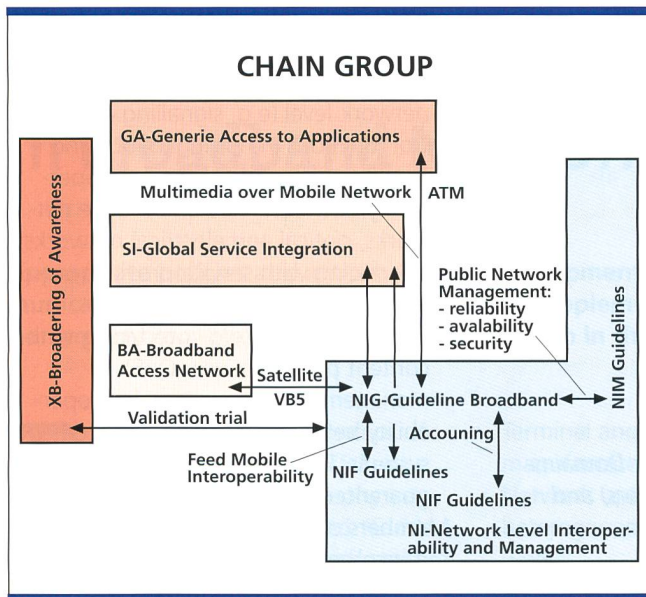 CHAIN GROUP
GA-Generie Access to Applications
Multimedia over Mobile Network
ATM
SI-Global Service Integration
XB-Broadering of Awareness
Public Network
Management:
- reliability
- avalability
- security
NIM Guidelines
BA-Broadband
Access Network
Satellite
VB5
NIG-Guideline Broadband
Validation trial
Accouning
Feed Mobile
Interoperability
NIF Guidelines
NIF Guidelines
NI-Network Level Interoper-
ability and Management